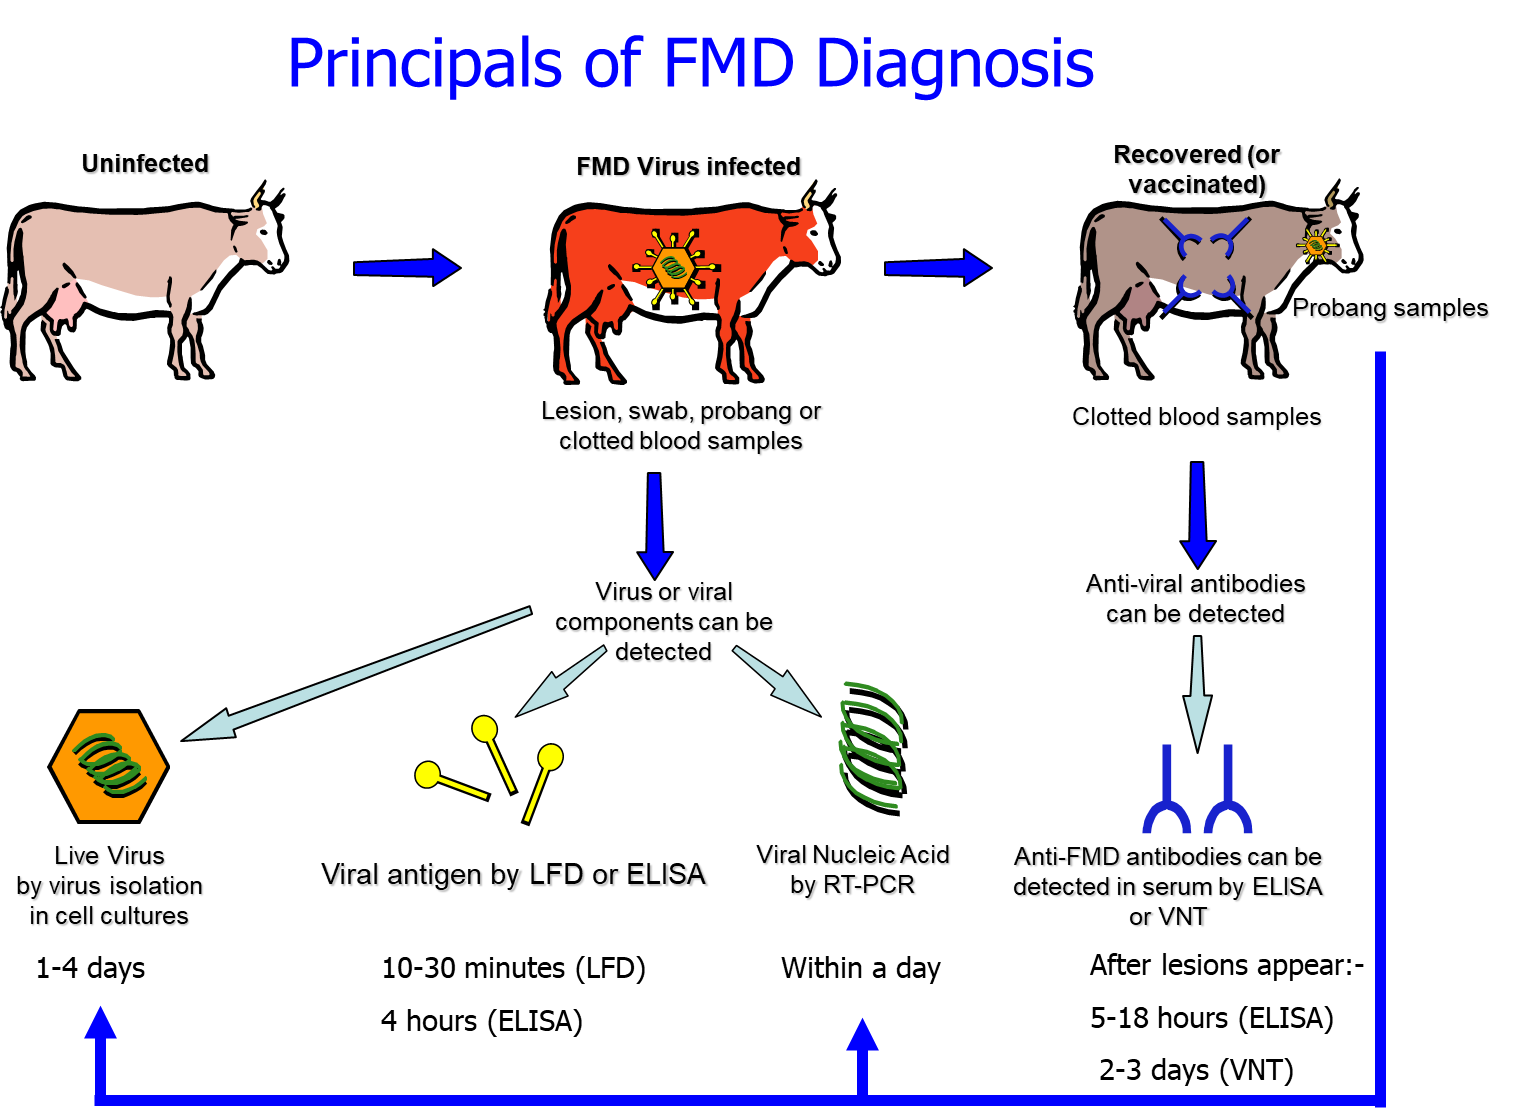 Principals of FMD Diagnosis
Uninfected
FMD Virus infected
Recovered (or
vaccinated)
Probang samples
Lesion, swab, probang or
clotted blood samples
Clotted blood samples
Virus or viral
components can be
detected
Anti-viral antibodies
can be detected
Live Virus
by virus isolation
in cell cultures
1-4 days
Viral antigen by LFD or ELISA
10-30 minutes (LFD)
4 hours (ELISA)
Viral Nucleic Acid
by RT-PCR
Within a day
Anti-FMD antibodies can be
detected in serum by ELISA
or VNT
After lesions appear:-
5-18 hours (ELISA)
2-3 days (VNT)